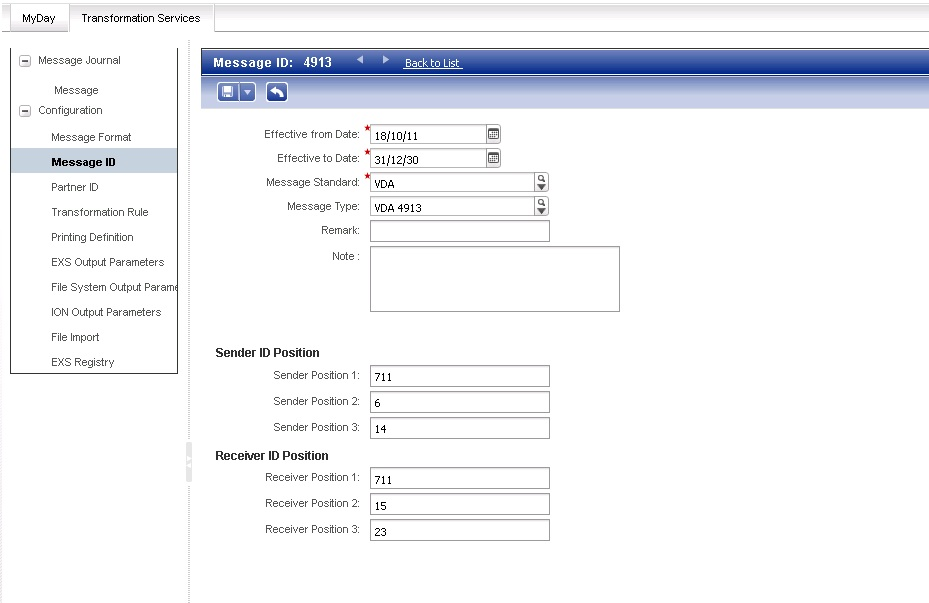 MyDay Transformation Services
Message Journal
Message
Configuration
Message Format
Message ID
Partner ID
Transformation Rule
Printing Definition
EXS Output Parameters
File System Output Parame
ION Output Parameters
File Import
EXS Registry
Message ID: 4913 Back to List
Effective from Date: * 18/10/11
Effective to Date: * 31/12/30
Message Standard: * VDA
Message Type: VDA 4913
Remark:
Note :
Sender ID Position
Sender Position 1: 711
Sender Position 2: 6
Sender Position 3: 14
Receiver ID Position
Receiver Position 1: 711
Receiver Position 2: 15
Receiver Position 3: 23